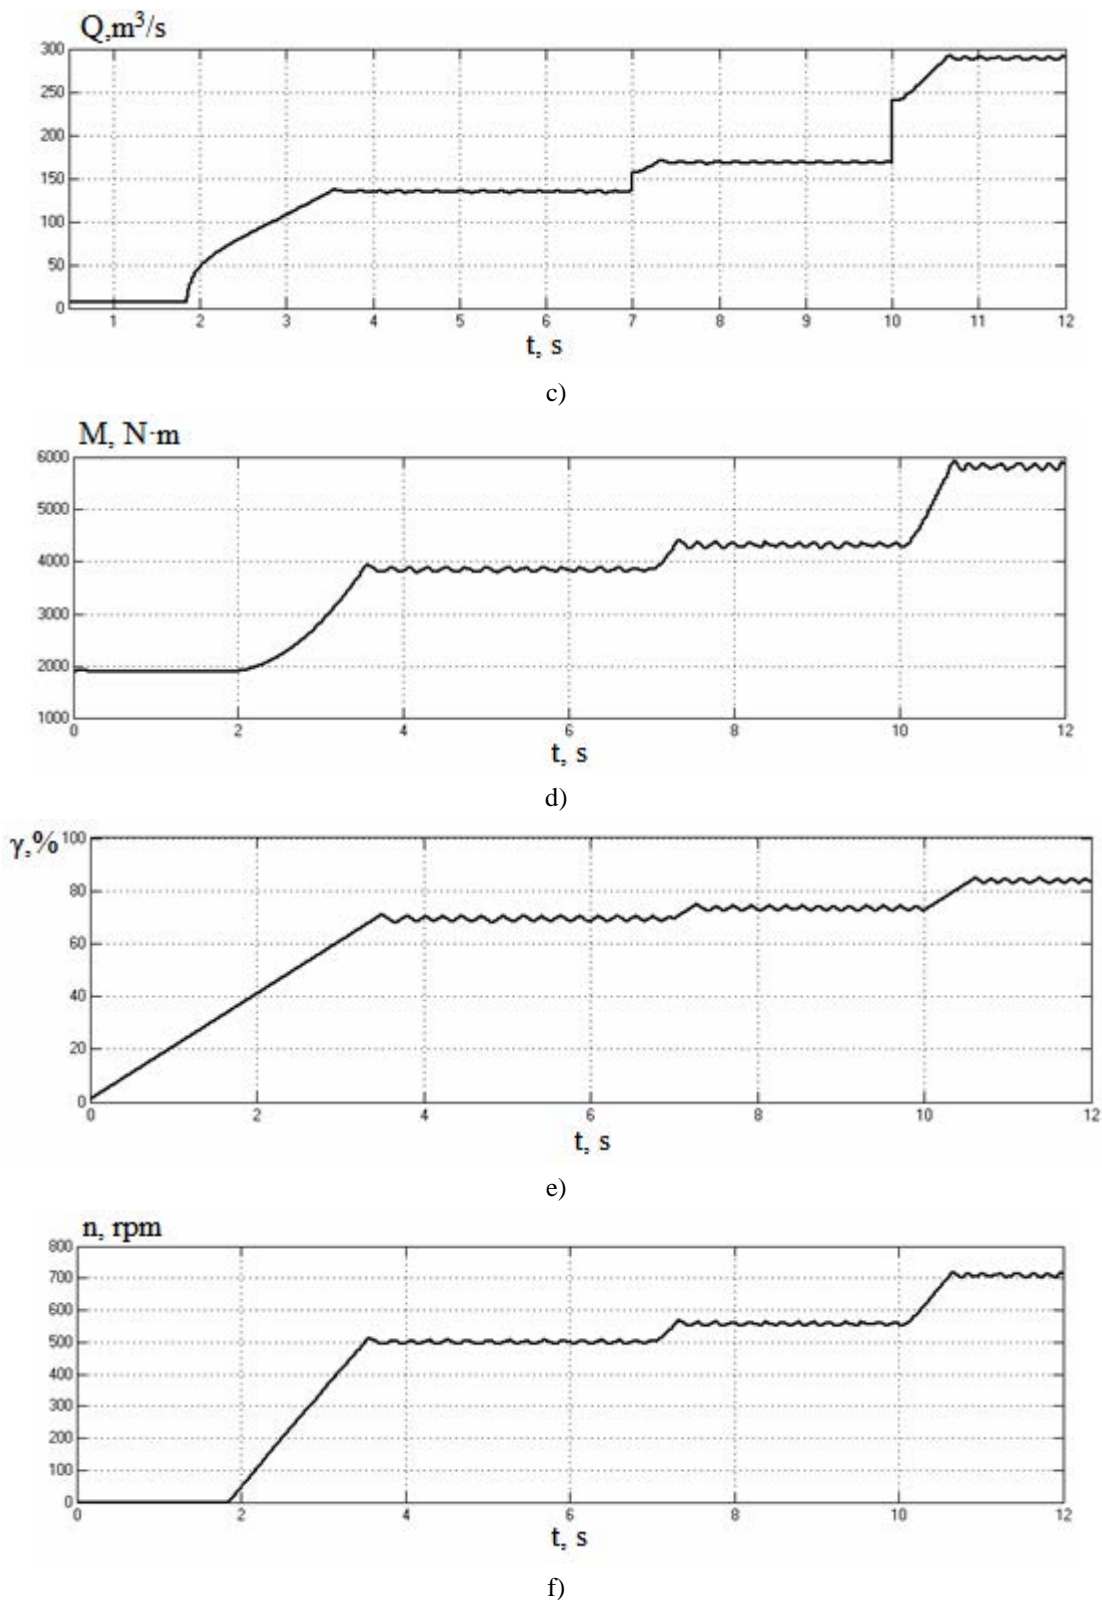 Q,m³/s
300
250
200
150
100
50
0
1 2 3 4 5 6 7 8 9 10 11 12
t, s
c)
M, N·m
6000
5000
4000
3000
2000
1000
0 2 4 6 8 10 12
t, s
d)
γ,% 100
80
60
40
20
0
0 2 4 6 8 10 12
t, s
e)
n, rpm
800
700
600
500
400
300
200
100
0
0 2 4 6 8 10 12
t, s
f)